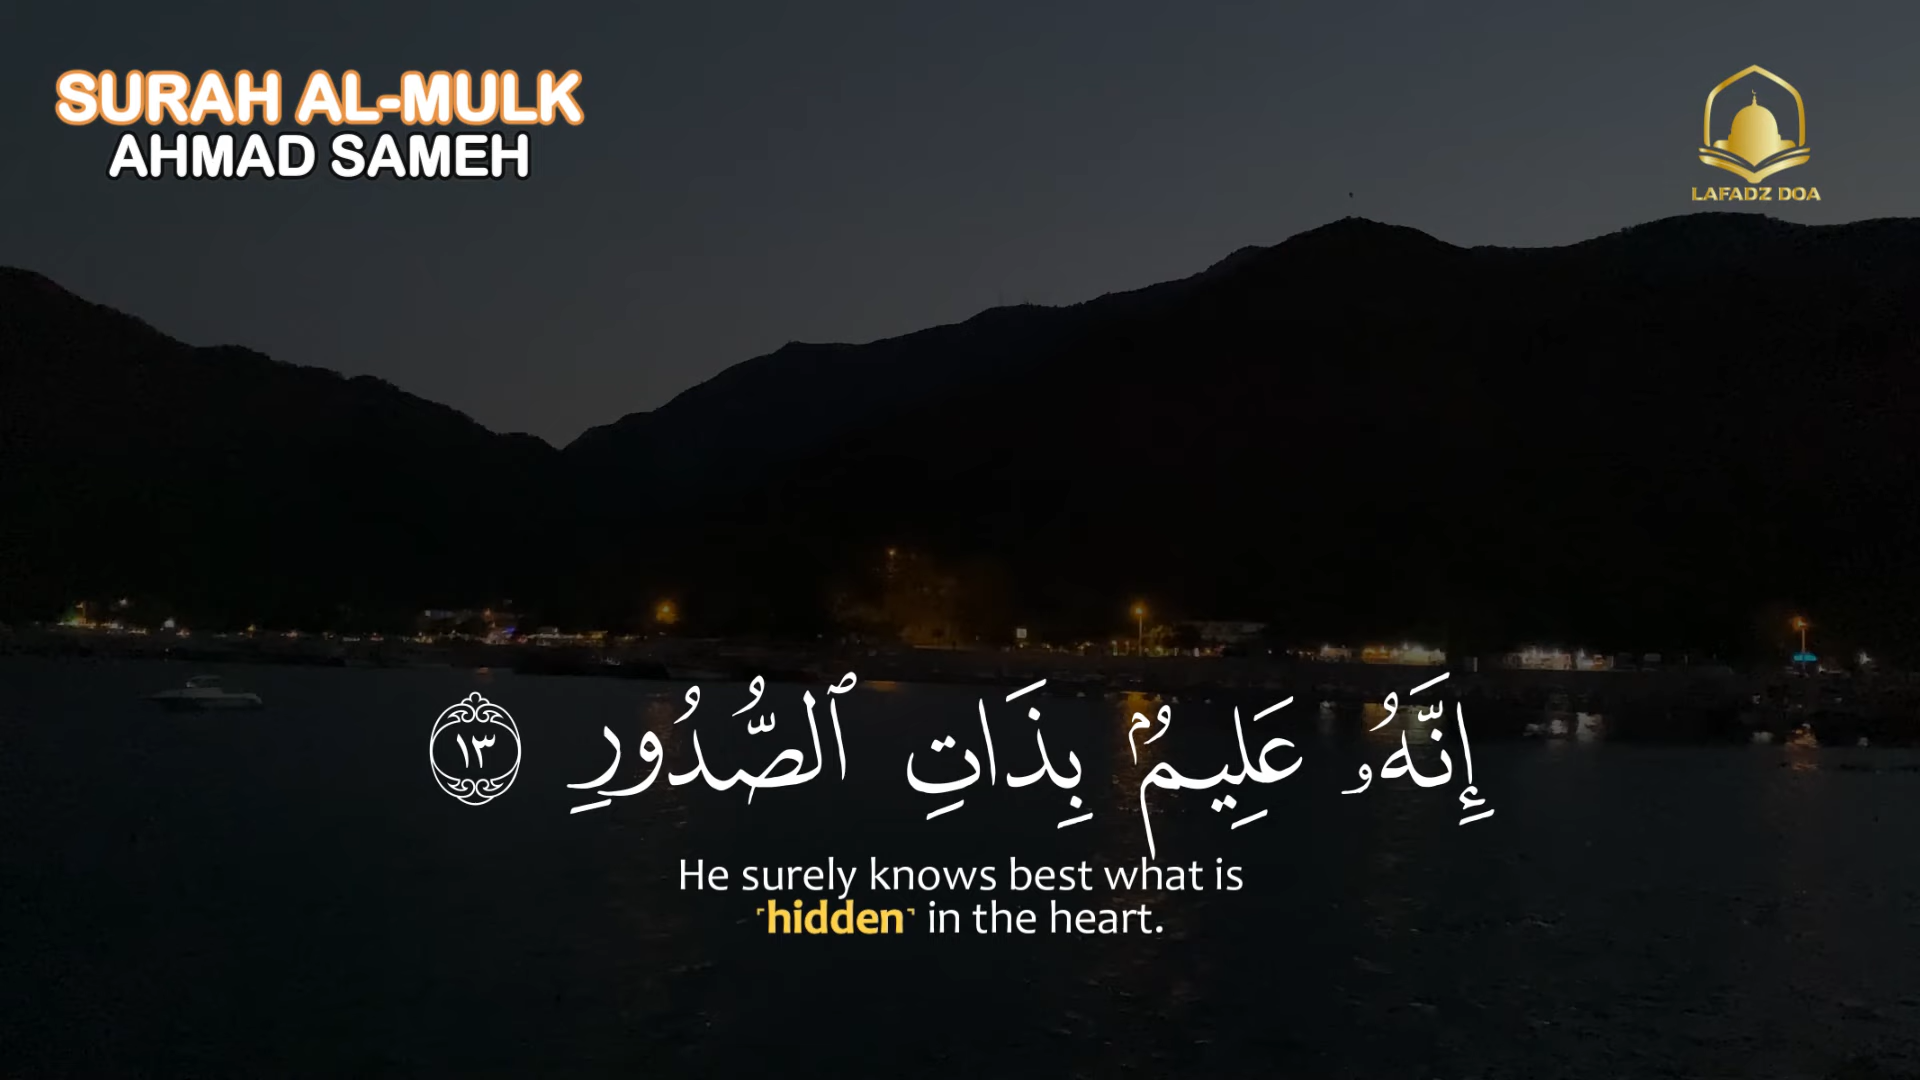 SURAH AL-MULK
AHMAD SAMEH
LAFADZ DOA
إِنَّهُۥ عَلِيمٌۢ بِذَاتِ ٱلصُّدُورِ ١٣
He surely knows best what is
⸢hidden⸣ in the heart.